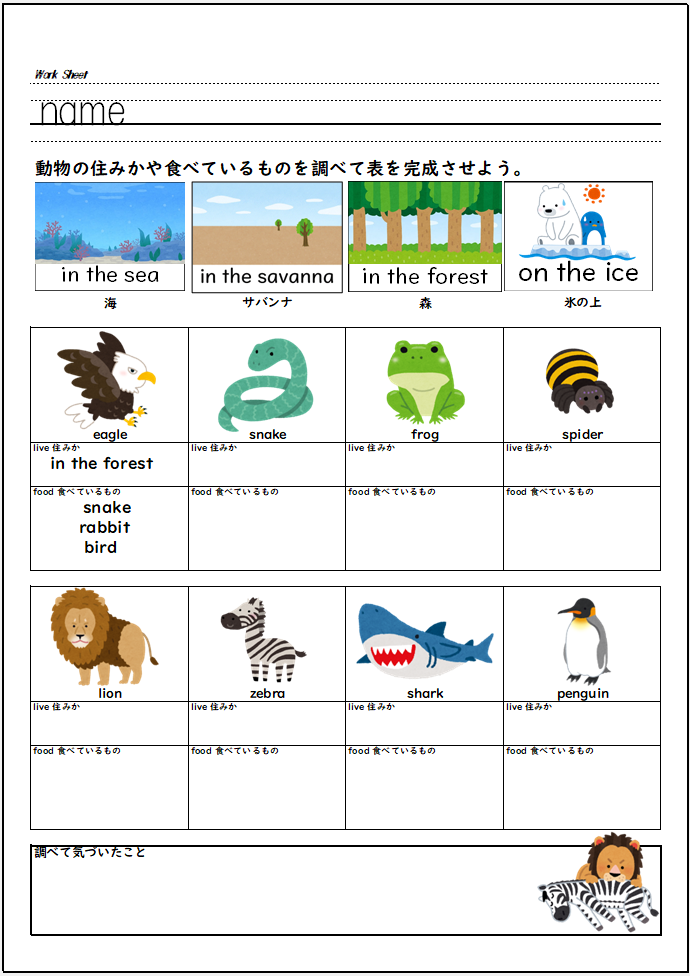 Work Sheet
name
動物の住みかや食べているものを調べて表を完成させよう。
in the sea
in the savanna
in the forest
on the ice
海
サバンナ
森
氷の上
eagle
snake
frog
spider
live 住みか
live 住みか
live 住みか
live 住みか
in the forest
food 食べているもの
food 食べているもの
food 食べているもの
food 食べているもの
snake
rabbit
bird
lion
zebra
shark
penguin
live 住みか
live 住みか
live 住みか
live 住みか
food 食べているもの
food 食べているもの
food 食べているもの
food 食べているもの
調べて気づいたこと